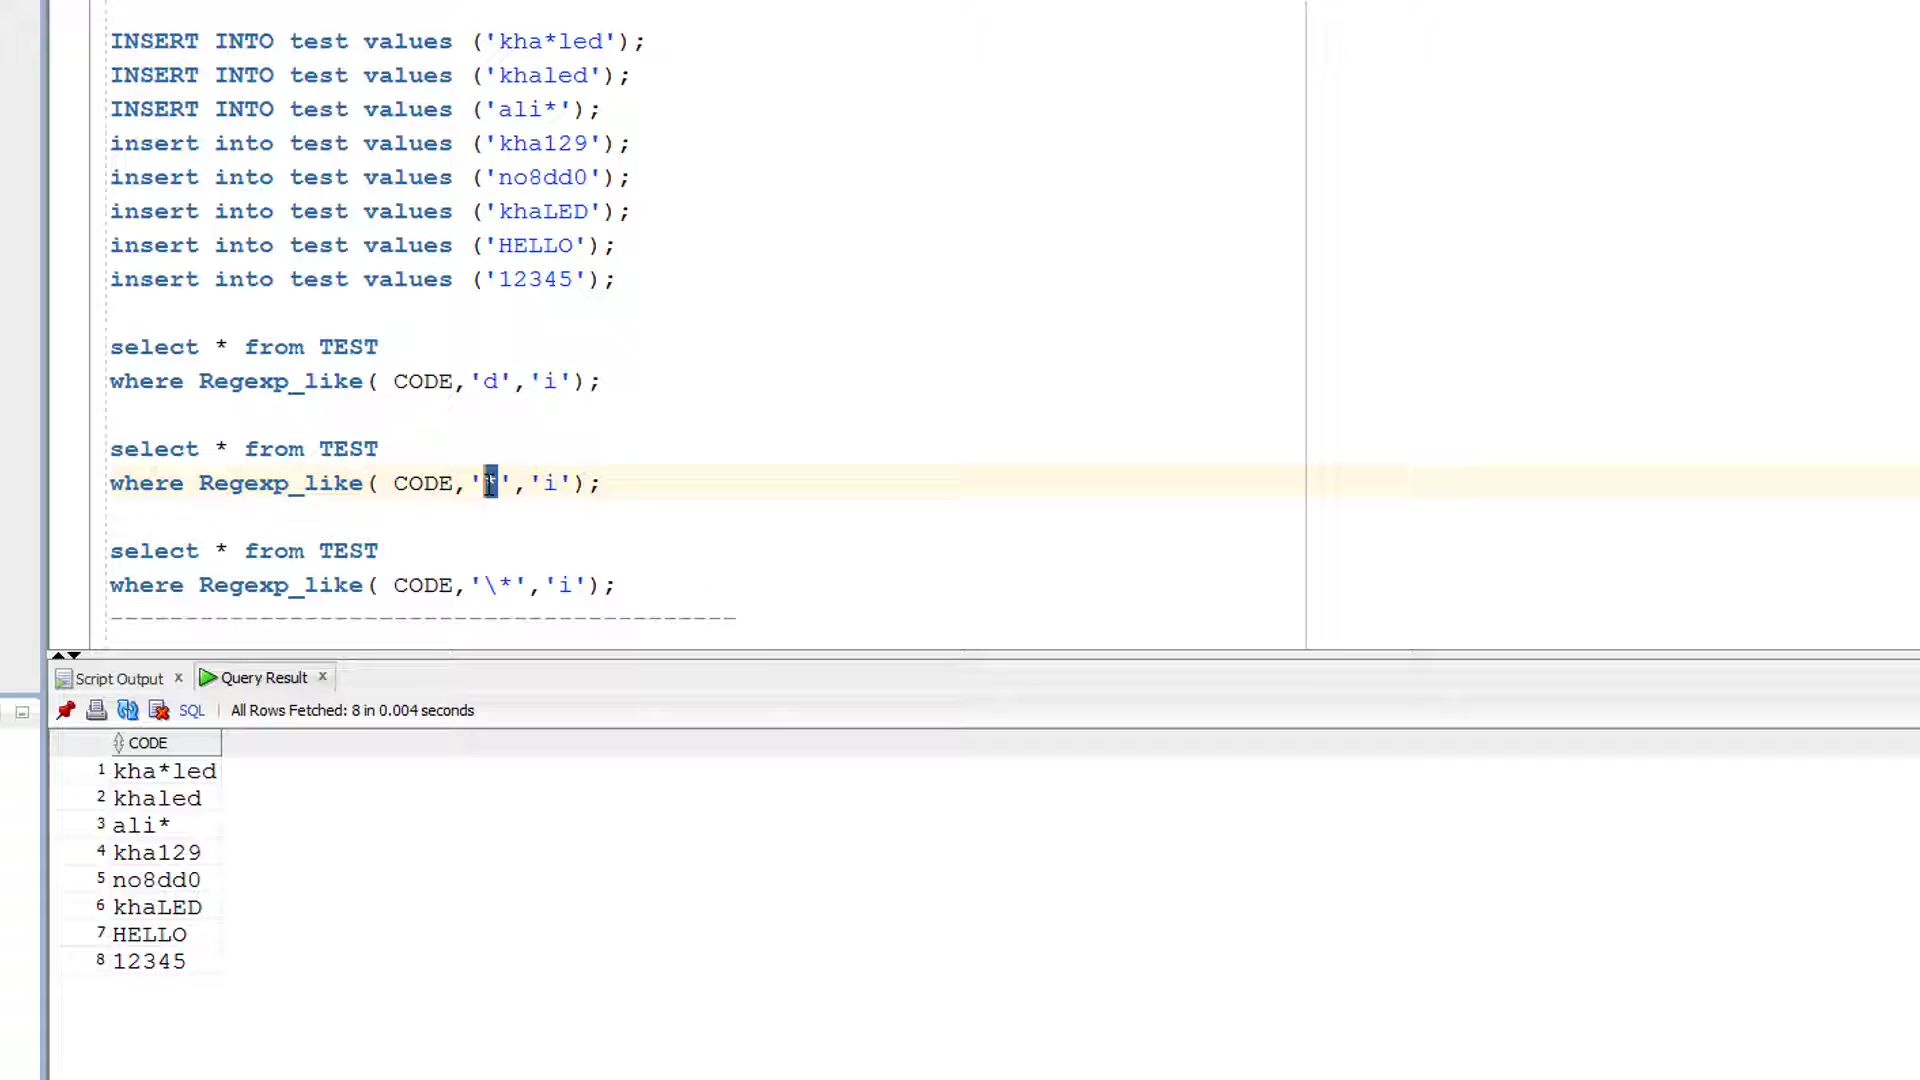 INSERT INTO test values ('kha*led');
INSERT INTO test values ('khaled');
INSERT INTO test values ('ali*');
insert into test values ('kha129');
insert into test values ('no8dd0');
insert into test values ('khaLED');
insert into test values ('HELLO');
insert into test values ('12345');
select * from TEST
where Regexp_like( CODE,'d','i');
select * from TEST
where Regexp_like( CODE,'*','i');
select * from TEST
where Regexp_like( CODE,'\*','i');
------------------------------------------
Script Output x Query Result x
SQL | All Rows Fetched: 8 in 0.004 seconds
CODE
1 kha*led
2 khaled
3 ali*
4 kha129
5 no8dd0
6 khaLED
7 HELLO
8 12345